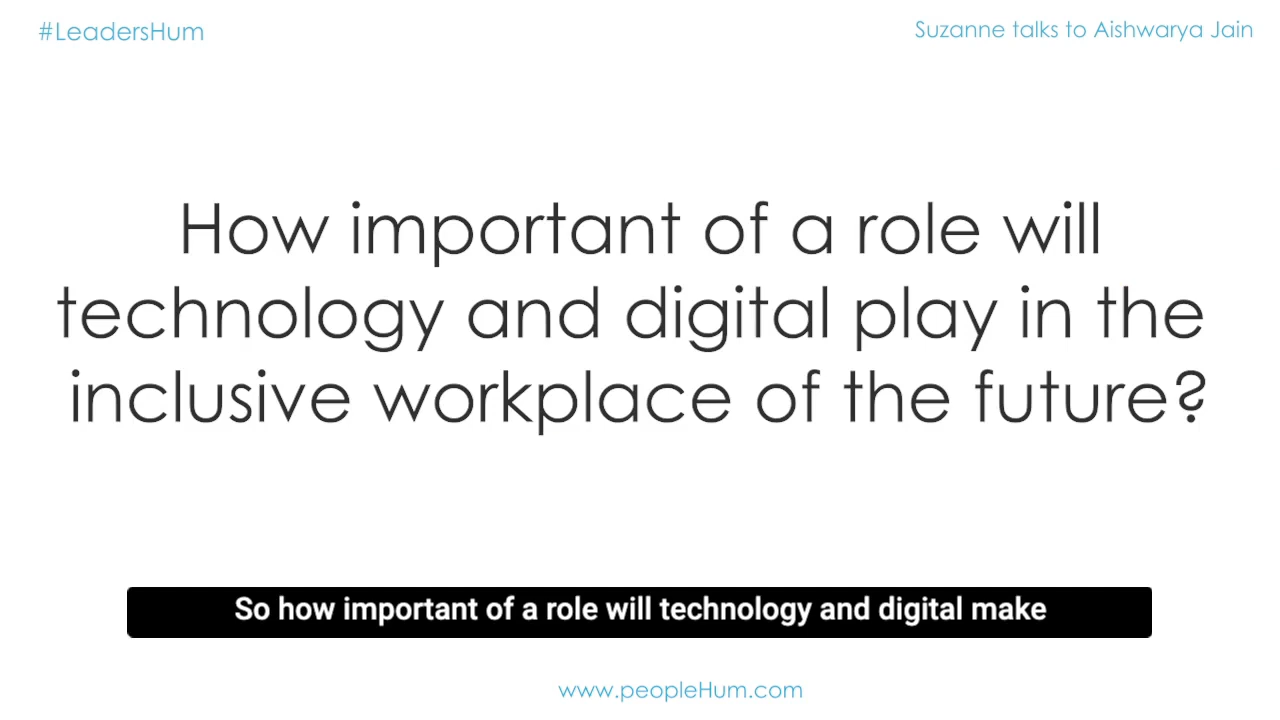 #LeadersHum
Suzanne talks to Aishwarya Jain
How important of a role will
technology and digital play in the
inclusive workplace of the future?
So how important of a role will technology and digital make
www.peopleHum.com